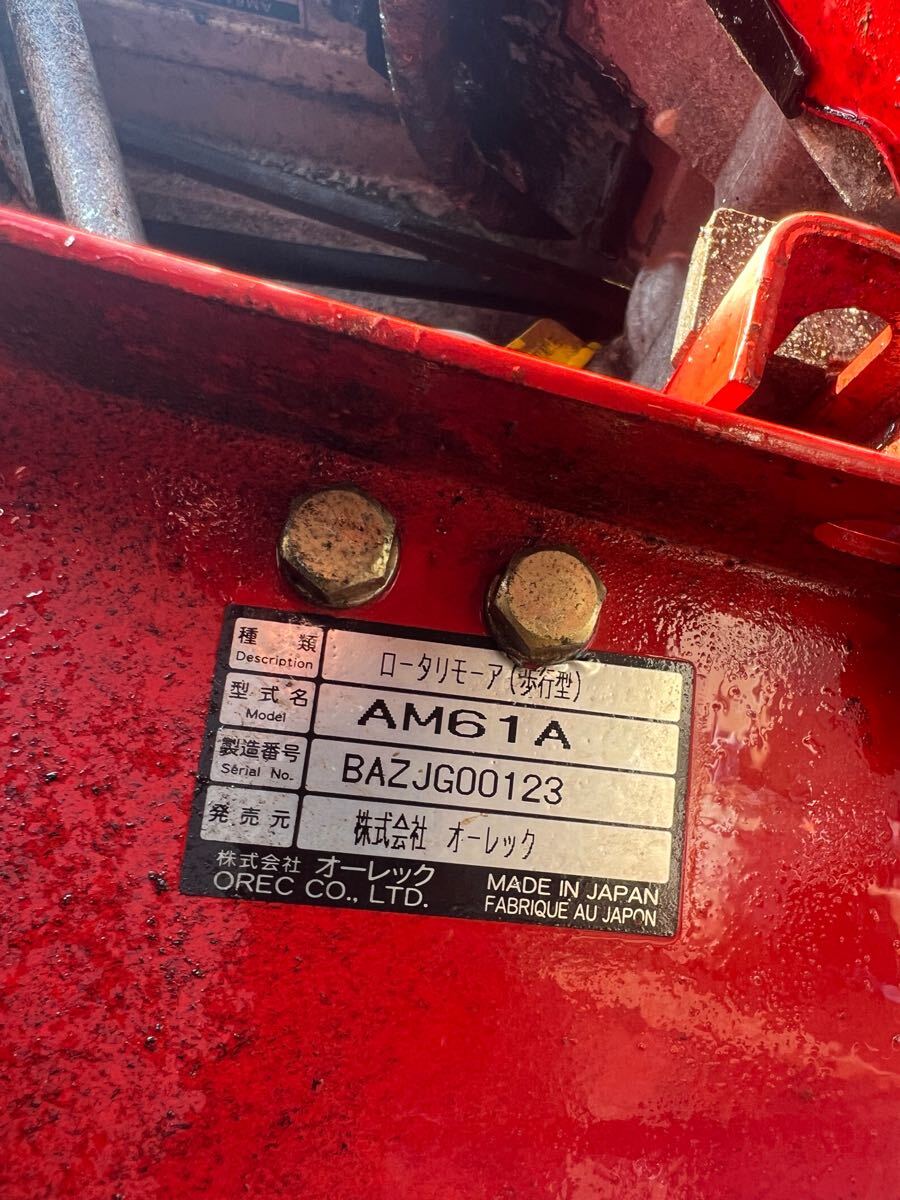 種類 ロータリモーア(歩行型)
Description
型式名 AM61A
Model
製造番号 BAZJG00123
Serial No.
発売元 株式会社 オーレック
株式会社 オーレック
OREC CO., LTD.
MADE IN JAPAN
FABRIQUE AU JAPON